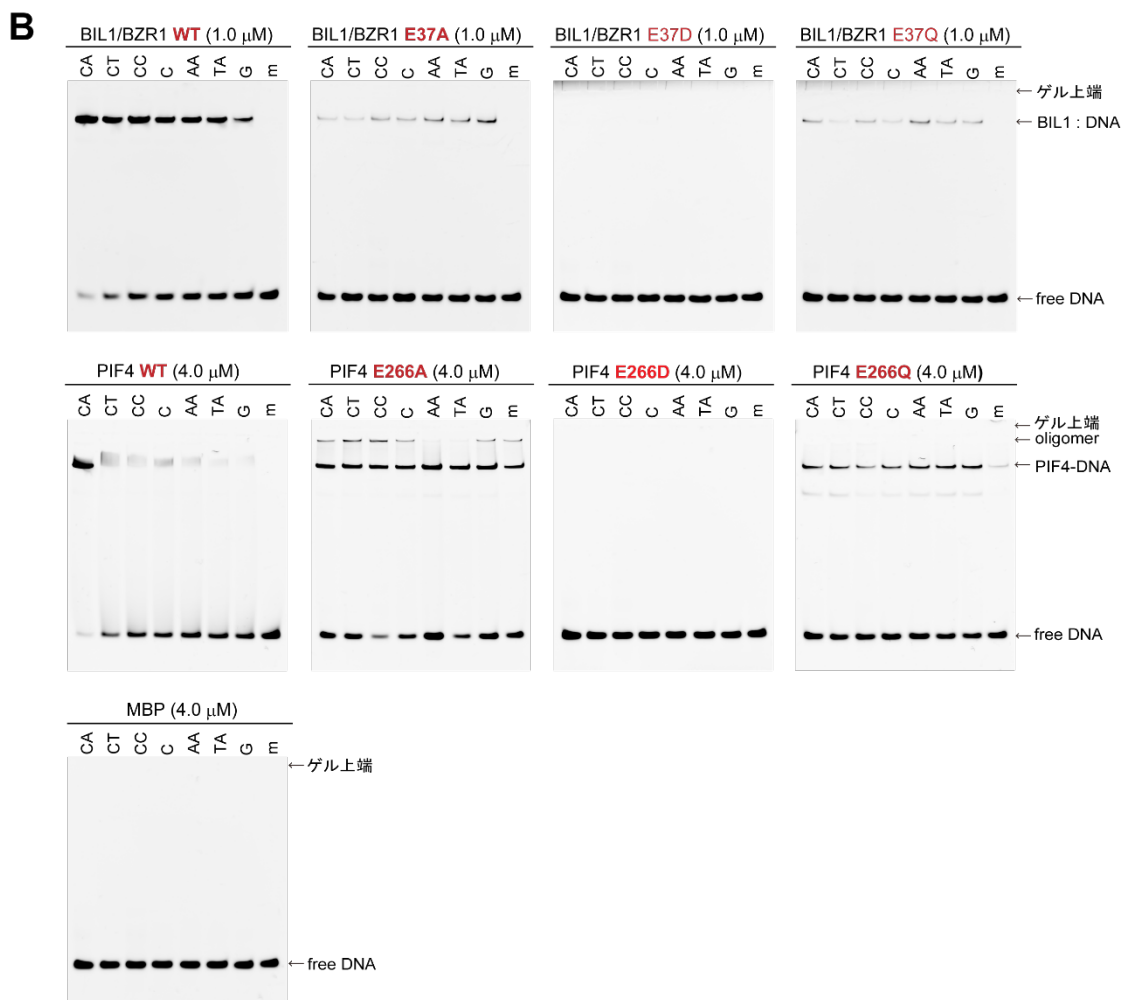 B
BIL1/BZR1 WT (1.0 μM)
CA CT CC C AA TA G m
BIL1/BZR1 E37A (1.0 μM)
CA CT CC C AA TA G m
BIL1/BZR1 E37D (1.0 μM)
CA CT CC C AA TA G m
BIL1/BZR1 E37Q (1.0 μM)
CA CT CC C AA TA G m
←ゲル上端
←BIL1 : DNA
←free DNA
PIF4 WT (4.0 μM)
CA CT CC C AA TA G m
PIF4 E266A (4.0 μM)
CA CT CC C AA TA G m
PIF4 E266D (4.0 μM)
CA CT CC C AA TA G m
PIF4 E266Q (4.0 μM)
CA CT CC C AA TA G m
←ゲル上端
←oligomer
←PIF4-DNA
←free DNA
MBP (4.0 μM)
CA CT CC C AA TA G m
←ゲル上端
←free DNA